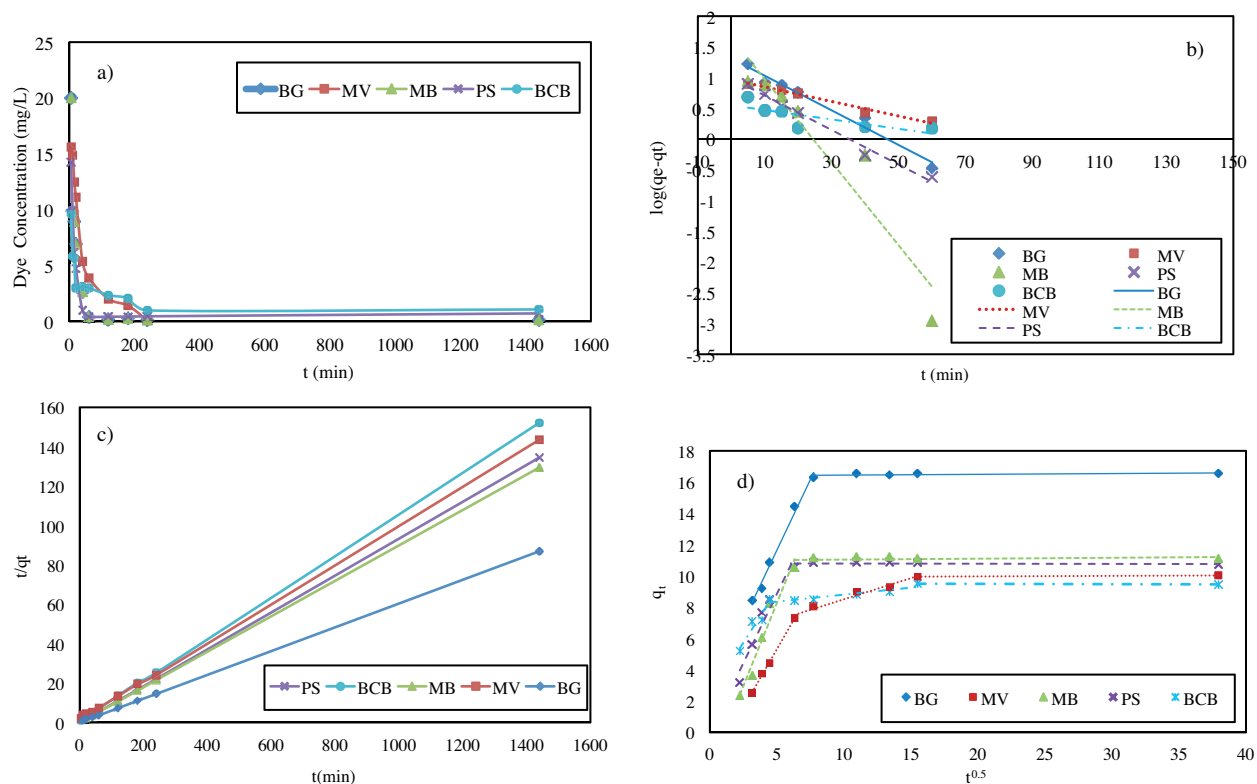 a)
25
20
15
10
5
0
Dye Concentration (mg/L)
BG MV MB PS BCB
0 200 400 600 800 1000 1200 1400 1600
t (min)
b)
2
1.5
1
0.5
0
-0.5
-1
-1.5
-2
-2.5
-3
-3.5
log(qe-qt)
-10 10 30 50 70 90 110 130 150
BG MV
MB PS
BCB BG
MV MB
PS BCB
t (min)
c)
160
140
120
100
80
60
40
20
0
t/qt
PS BCB MB MV BG
0 200 400 600 800 1000 1200 1400 1600
t(min)
d)
18
16
14
12
10
8
6
4
2
0
qt
BG MV MB PS BCB
0 5 10 15 20 25 30 35 40
t0.5